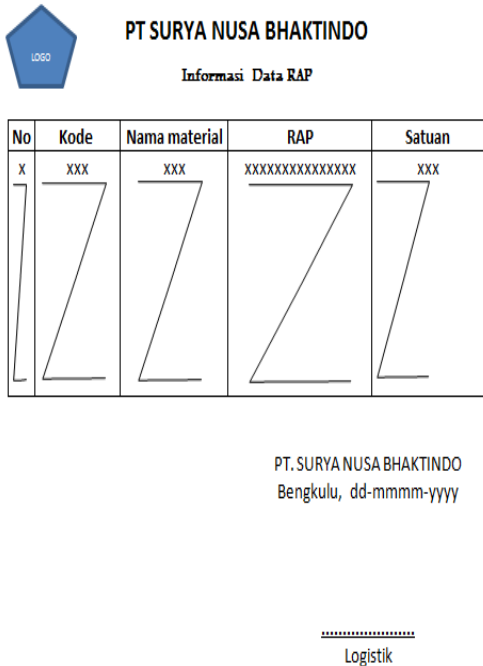 LOGO
PT SURYA NUSA BHAKTINDO
Informasi Data RAP
No Kode Nama material RAP Satuan
X XXX XXX XXXXXXXXXXXXXXX XXX
PT. SURYA NUSA BHAKTINDO
Bengkulu, dd-mmmm-yyyy
......................
Logistik